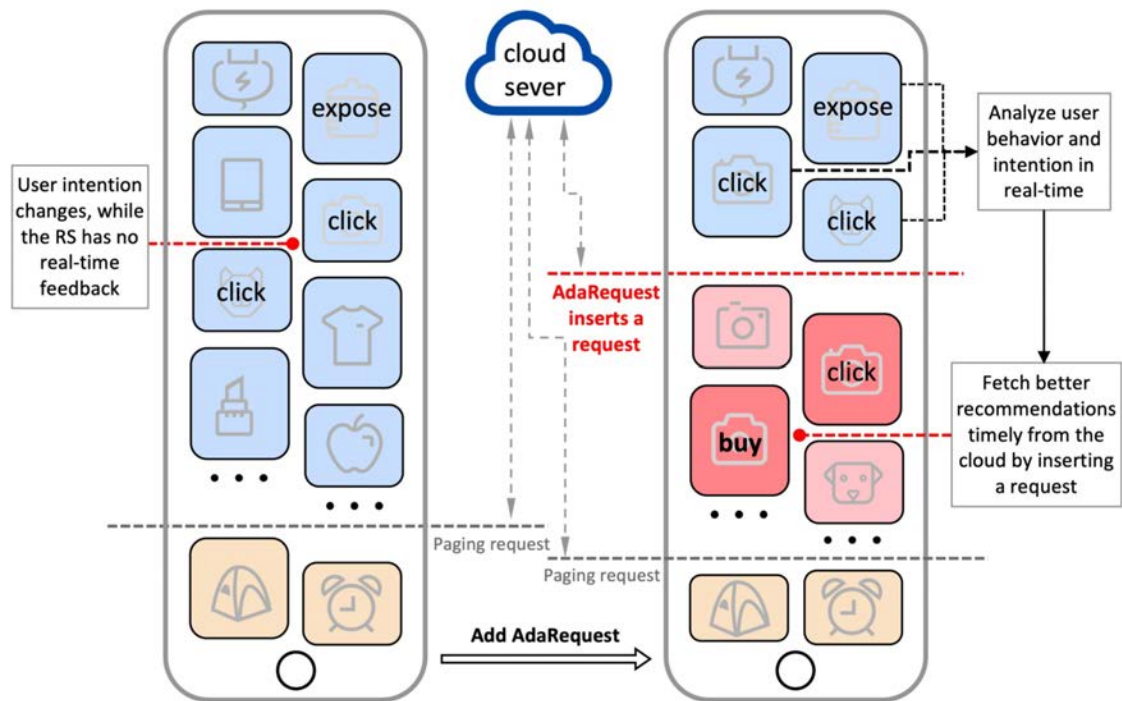 cloud
sever
expose
click
click
User intention
changes, while
the RS has no
real-time
feedback
Paging request
expose
click
click
Analyze user
behavior and
intention in
real-time
AdaRequest
inserts a
request
click
buy
Fetch better
recommendations
timely from the
cloud by inserting
a request
Paging request
Add AdaRequest